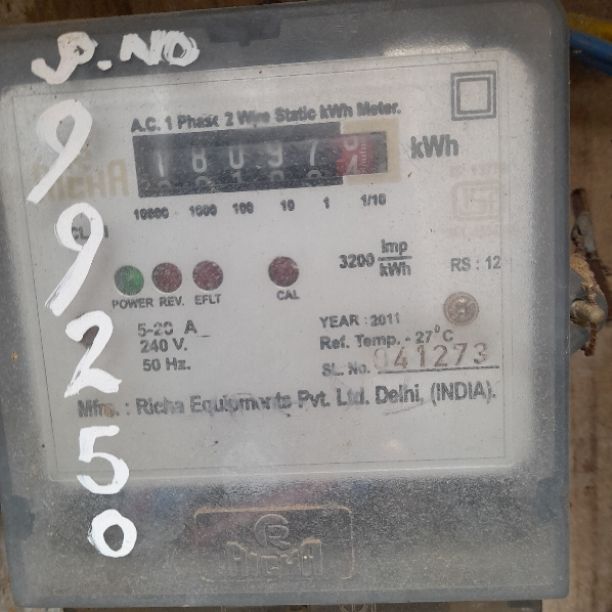 S.NO
9
9
2
5
0
A.C. 1 Phase 2 Wire Static kWh Meter.
18097 kWh
10000 1000 100 10 1 1/10
3200 Imp/kWh
RS : 12
POWER REV. EFLT CAL
5-20 A
240 V.
50 Hz.
YEAR : 2011
Ref. Temp. - 27°C
SL. No. 941273
Mfrs. : Richa Equipments Pvt. Ltd. Delhi, (INDIA).
R
RICHA